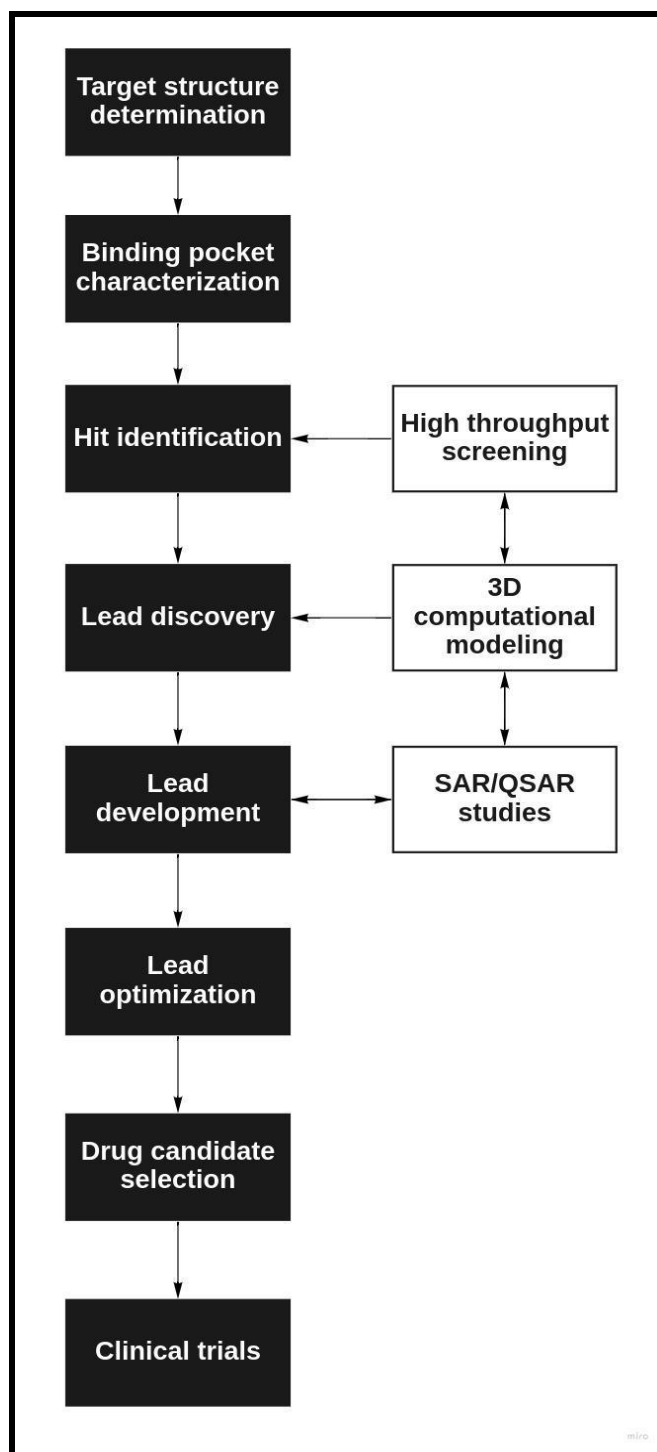 Target structure
determination
Binding pocket
characterization
Hit identification
High throughput
screening
Lead discovery
3D
computational
modeling
Lead
development
SAR/QSAR
studies
Lead
optimization
Drug candidate
selection
Clinical trials
miro